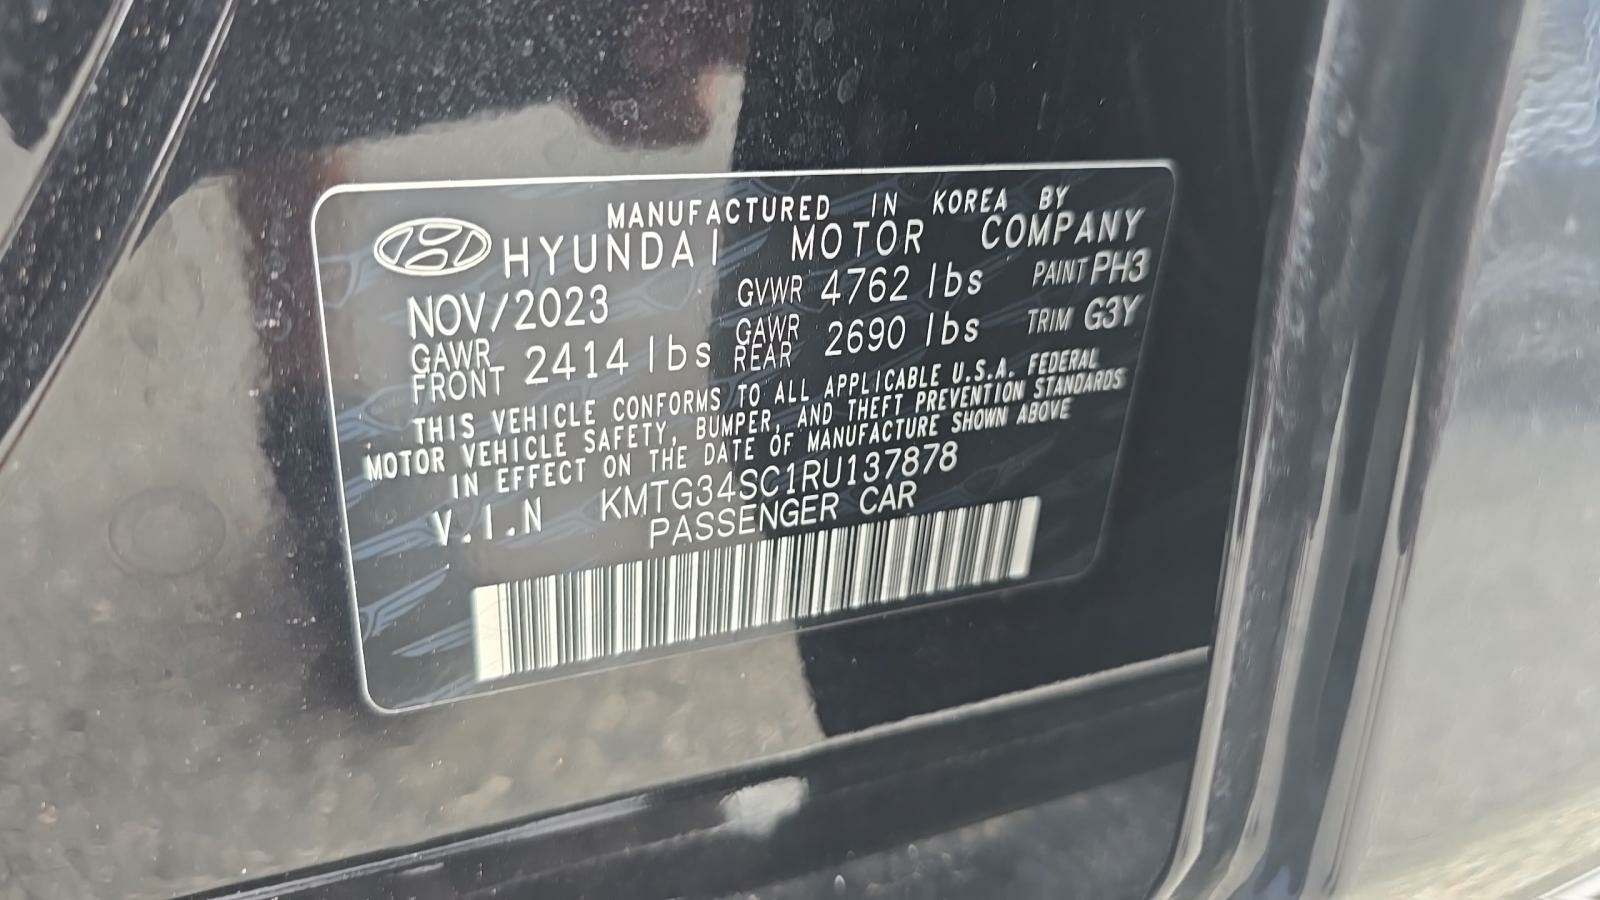 MANUFACTURED IN KOREA BY
HYUNDAI MOTOR COMPANY
NOV/2023 GVWR 4762 lbs PAINT PH3
GAWR FRONT 2414 lbs GAWR REAR 2690 lbs TRIM G3Y
THIS VEHICLE CONFORMS TO ALL APPLICABLE U.S.A. FEDERAL
MOTOR VEHICLE SAFETY, BUMPER, AND THEFT PREVENTION STANDARDS
IN EFFECT ON THE DATE OF MANUFACTURE SHOWN ABOVE
V.I.N KMTG34SC1RU137878
PASSENGER CAR